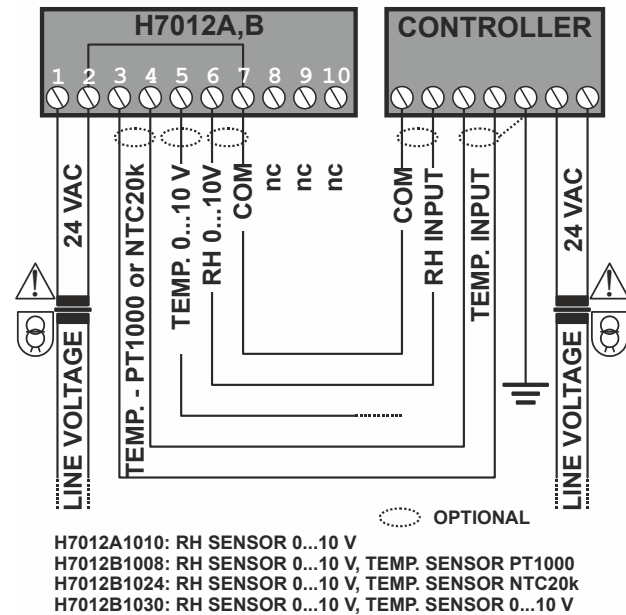 H7012A,B
CONTROLLER
1 2 3 4 5 6 7 8 9 10
24 VAC
TEMP. - PT1000 or NTC20k
TEMP. 0...10 V
RH 0...10V
COM
nc
nc
nc
COM
RH INPUT
TEMP. INPUT
24 VAC
LINE VOLTAGE
LINE VOLTAGE
OPTIONAL
H7012A1010: RH SENSOR 0...10 V
H7012B1008: RH SENSOR 0...10 V, TEMP. SENSOR PT1000
H7012B1024: RH SENSOR 0...10 V, TEMP. SENSOR NTC20k
H7012B1030: RH SENSOR 0...10 V, TEMP. SENSOR 0...10 V